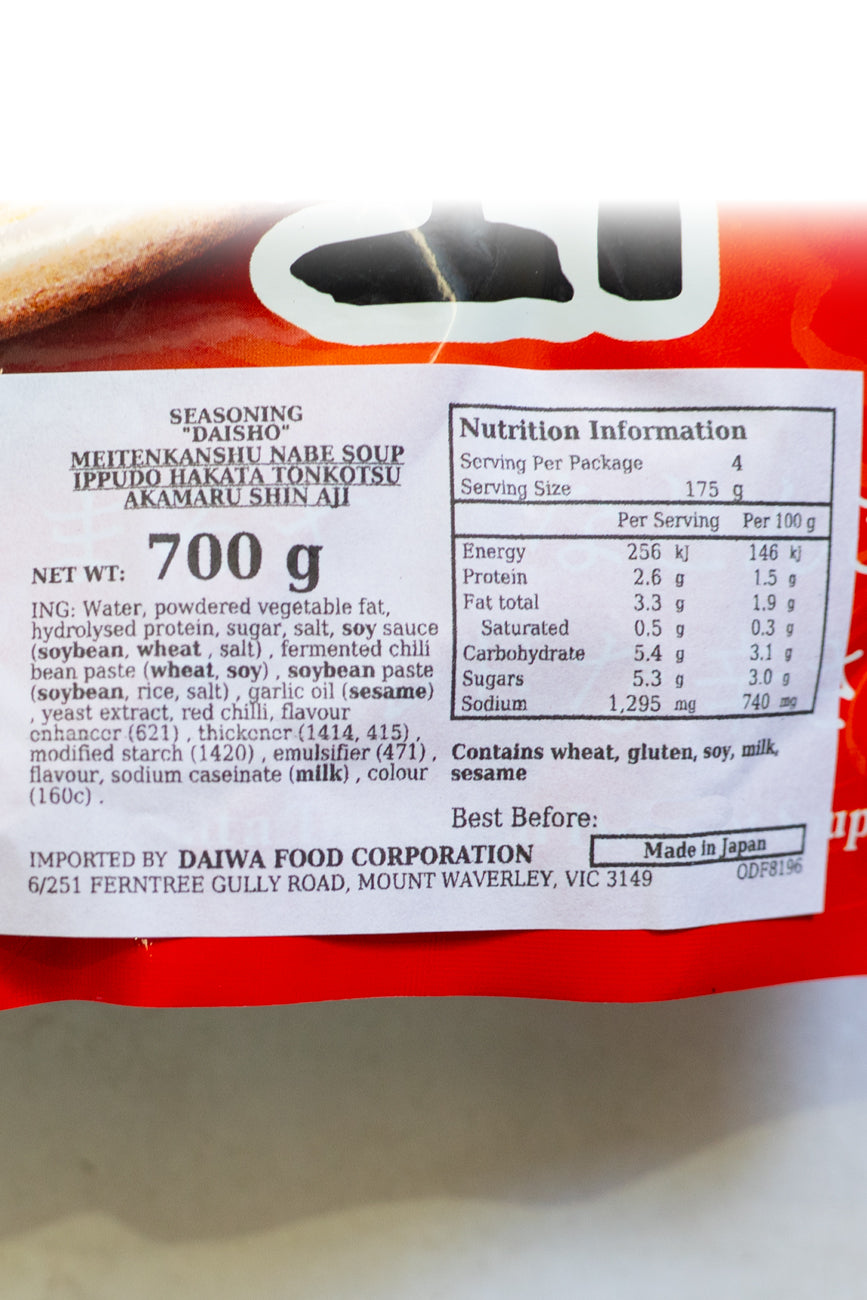 SEASONING
"DAISHO"
MEITENKANSHU NABE SOUP
IPPUDO HAKATA TONKOTSU
AKAMARU SHIN AJI
NET WT: 700 g
ING: Water, powdered vegetable fat,
hydrolysed protein, sugar, salt, soy sauce
(soybean, wheat , salt) , fermented chili
bean paste (wheat, soy) , soybean paste
(soybean, rice, salt) , garlic oil (sesame)
, yeast extract, red chilli, flavour
enhancer (621) , thickener (1414, 415) ,
modified starch (1420) , emulsifier (471) ,
flavour, sodium caseinate (milk) , colour
(160c) .
Nutrition Information
Serving Per Package 4
Serving Size 175 g
Per Serving Per 100 g
Energy 256 kj 146 kj
Protein 2.6 g 1.5 g
Fat total 3.3 g 1.9 g
Saturated 0.5 g 0.3 g
Carbohydrate 5.4 g 3.1 g
Sugars 5.3 g 3.0 g
Sodium 1,295 mg 740 mg
Contains wheat, gluten, soy, milk,
sesame
Best Before:
Made in Japan
ODF8196
IMPORTED BY DAIWA FOOD CORPORATION
6/251 FERNTREE GULLY ROAD, MOUNT WAVERLEY, VIC 3149